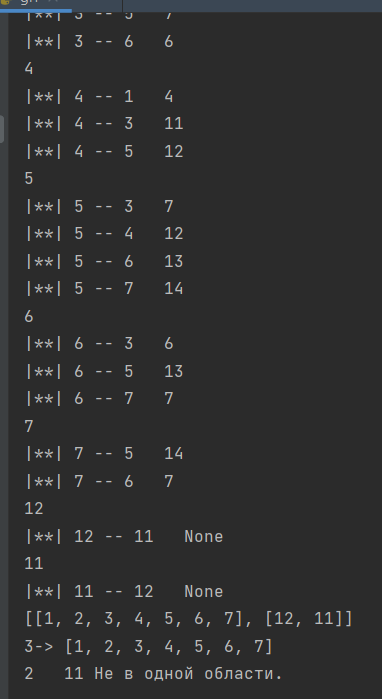 |**| 3 -- 5   7
|**| 3 -- 6   6
4
|**| 4 -- 1   4
|**| 4 -- 3   11
|**| 4 -- 5   12
5
|**| 5 -- 3   7
|**| 5 -- 4   12
|**| 5 -- 6   13
|**| 5 -- 7   14
6
|**| 6 -- 3   6
|**| 6 -- 5   13
|**| 6 -- 7   7
7
|**| 7 -- 5   14
|**| 7 -- 6   7
12
|**| 12 -- 11   None
11
|**| 11 -- 12   None
[[1, 2, 3, 4, 5, 6, 7], [12, 11]]
3-> [1, 2, 3, 4, 5, 6, 7]
2   11 Не в одной области.